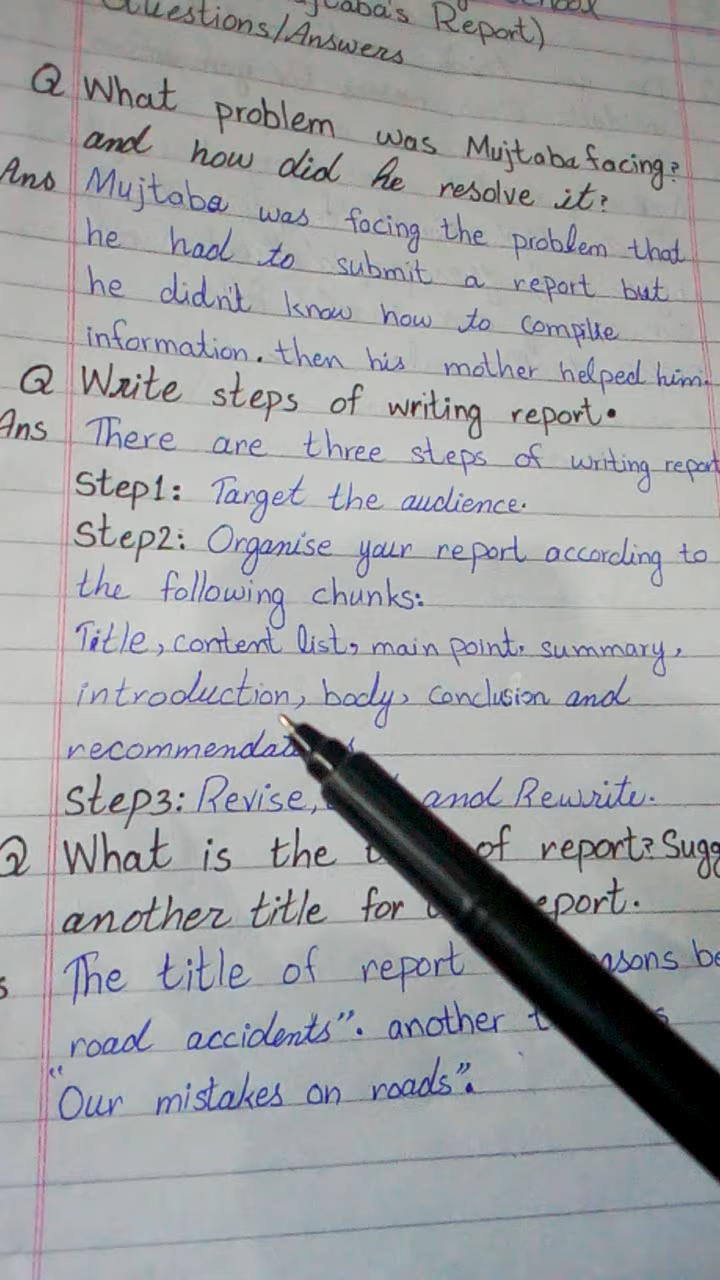 Report)
Questions/Answers
Q What problem was Mujtaba facing?
and how did he resolve it?
Ans Mujtaba was facing the problem that
he had to submit a report but
he didn't know how to compile
information. then his mother helped him.
Q Write steps of writing report.
Ans There are three steps of writing report
Step1: Target the audience.
Step2: Organise your report according to
the following chunks:
Title, content list, main point, summary,
introduction, body, conclusion and
Step3: Revise, and Rewrite.
Q What is the of report?
another title for
The title of report
road accidents". another
"Our mistakes on roads".